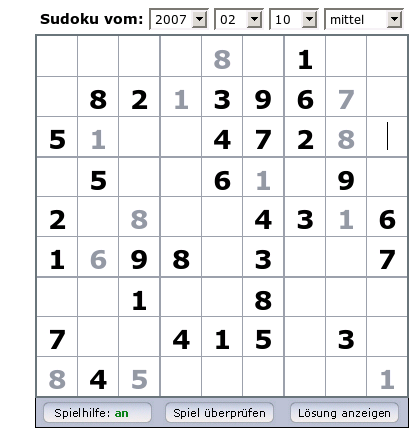 Sudoku vom: 2007 02 10 mittel
8 1
8 2 1 3 9 6 7
5 1 4 7 2 8
5 6 1 9
2 8 4 3 1 6
1 6 9 8 3 7
1 8
7 4 1 5 3
8 4 5 1
Spielhilfe: an Spiel überprüfen Lösung anzeigen